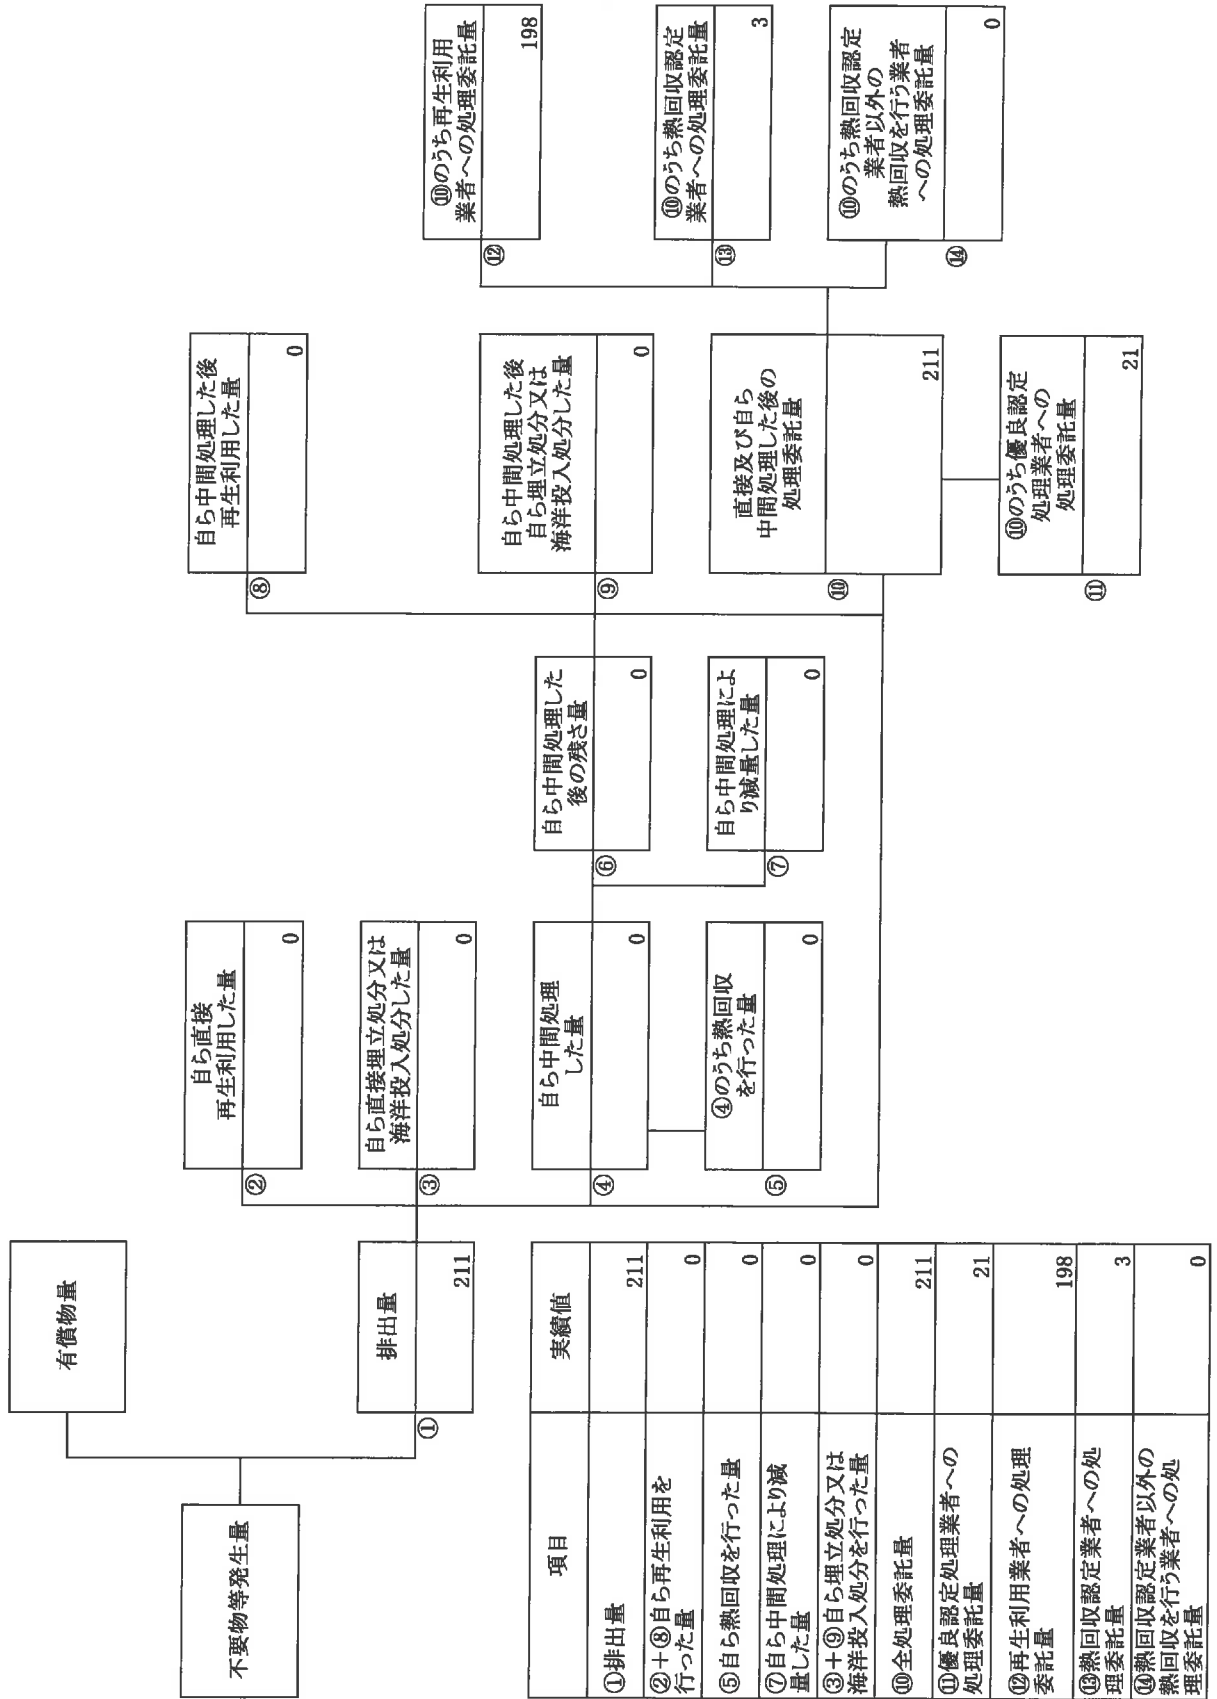 不要物等発生量
有償物量
①
排出量
211
②
自ら直接
再生利用した量
0
③
自ら直接埋立処分又は
海洋投入処分した量
0
④
自ら中間処理
した量
0
⑤
④のうち熱回収
を行った量
0
⑥
自ら中間処理した
後の残さ量
0
⑦
自ら中間処理によ
り減量した量
0
⑧
自ら中間処理した後
再生利用した量
0
⑨
自ら中間処理した後
自ら埋立処分又は
海洋投入処分した量
0
⑩
直接及び自ら
中間処理した後の
処理委託量
211
⑪
⑩のうち優良認定
処理業者への
処理委託量
21
⑫
⑩のうち再生利用
業者への処理委託量
198
⑬
⑩のうち熱回収認定
業者への処理委託量
3
⑭
⑩のうち熱回収認定
業者以外の
熱回収を行う業者
への処理委託量
0
項目 実績値
①排出量 211
②+⑧自ら再生利用を
行った量 0
⑤自ら熱回収を行った量 0
⑦自ら中間処理により減
量した量 0
③+⑨自ら埋立処分又は
海洋投入処分を行った量 0
⑩全処理委託量 211
⑪優良認定処理業者への
処理委託量 21
⑫再生利用業者への処理
委託量 198
⑬熱回収認定業者への処
理委託量 3
⑭熱回収認定業者以外の
熱回収を行う業者への処
理委託量 0